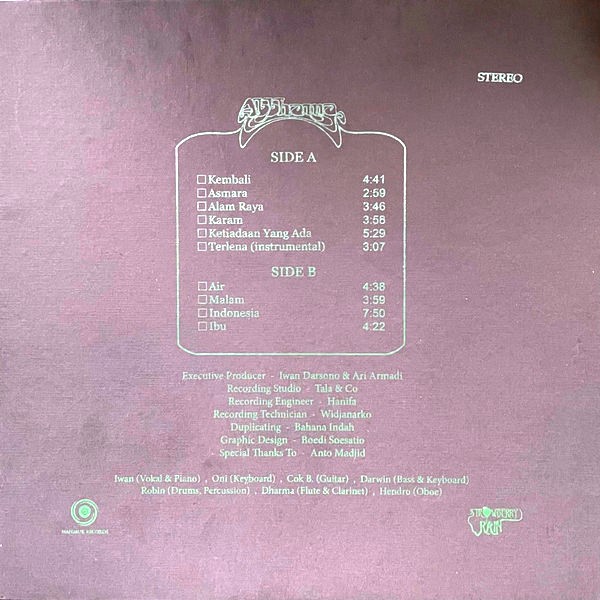 STEREO
SIDE A
Kembali 4:41
Asmara 2:59
Alam Raya 3:46
Karam 3:58
Ketiadaan Yang Ada 5:29
Terlena (instrumental) 3:07
SIDE B
Air 4:38
Malam 3:59
Indonesia 7:50
Ibu 4:22
Executive Producer - Iwan Darsono & Ari Armadi
Recording Studio - Tala & Co
Recording Engineer - Hanifa
Recording Technician - Widjanarko
Duplicating - Bahana Indah
Graphic Design - Boedi Soesatio
Special Thanks To - Anto Madjid
Iwan (Vokal & Piano) , Oni (Keyboard) , Cok B. (Guitar) , Darwin (Bass & Keyboard)
Robin (Drums, Percussion) , Dharma (Flute & Clarinet) , Hendro (Oboe)
STRAWBERRY
RAIN